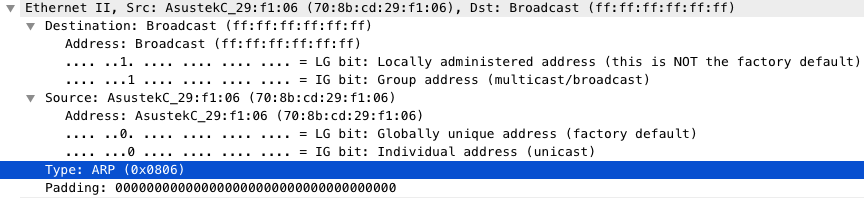 Ethernet II, Src: AsustekC_29:f1:06 (70:8b:cd:29:f1:06), Dst: Broadcast (ff:ff:ff:ff:ff:ff)
Destination: Broadcast (ff:ff:ff:ff:ff:ff)
Address: Broadcast (ff:ff:ff:ff:ff:ff)
.... ..1. .... .... .... .... = LG bit: Locally administered address (this is NOT the factory default)
.... ...1 .... .... .... .... = IG bit: Group address (multicast/broadcast)
Source: AsustekC_29:f1:06 (70:8b:cd:29:f1:06)
Address: AsustekC_29:f1:06 (70:8b:cd:29:f1:06)
.... ..0. .... .... .... .... = LG bit: Globally unique address (factory default)
.... ...0 .... .... .... .... = IG bit: Individual address (unicast)
Type: ARP (0x0806)
Padding: 000000000000000000000000000000000000